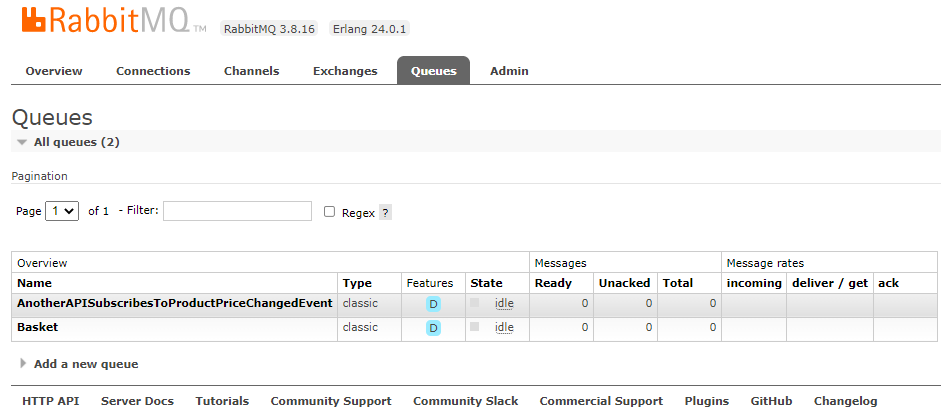 RabbitMQ TM RabbitMQ 3.8.16 Erlang 24.0.1
Overview Connections Channels Exchanges Queues Admin
Queues
All queues (2)
Pagination
Page 1 of 1 - Filter: Regex ?
Overview Messages Message rates
Name Type Features State Ready Unacked Total incoming deliver / get ack
AnotherAPISubscribesToProductPriceChangedEvent classic D idle 0 0 0
Basket classic D idle 0 0 0
Add a new queue
HTTP API Server Docs Tutorials Community Support Community Slack Commercial Support Plugins GitHub Changelog